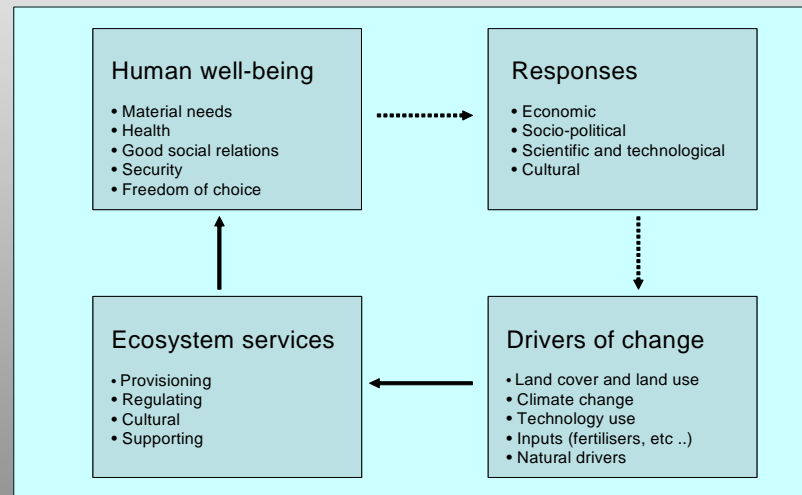 Human well-being
• Material needs
• Health
• Good social relations
• Security
• Freedom of choice
Responses
• Economic
• Socio-political
• Scientific and technological
• Cultural
Ecosystem services
• Provisioning
• Regulating
• Cultural
• Supporting
Drivers of change
• Land cover and land use
• Climate change
• Technology use
• Inputs (fertilisers, etc ..)
• Natural drivers